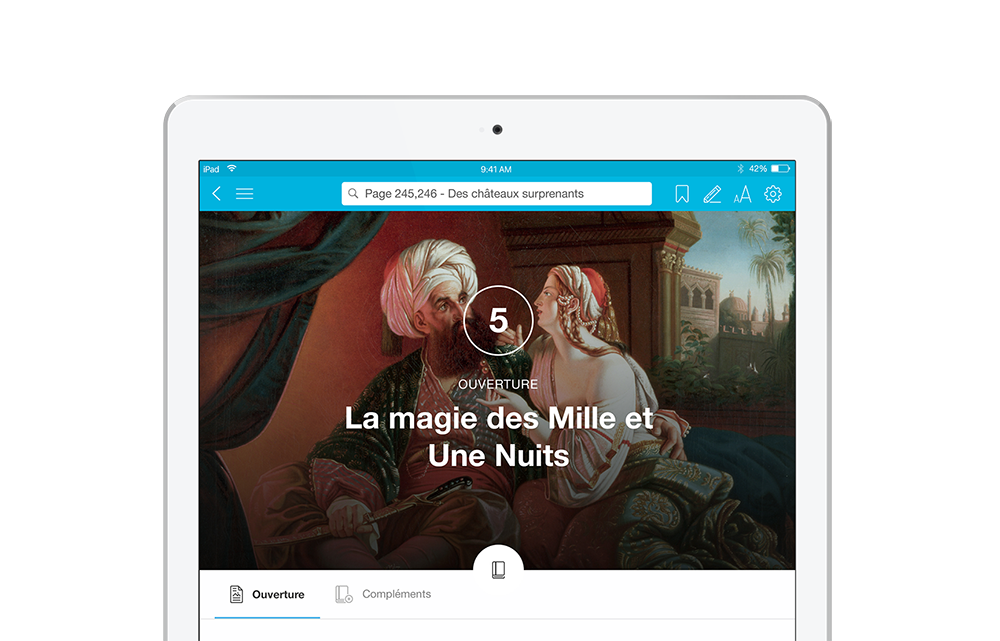 iPad 9:41 AM 42%
Page 245,246 - Des châteaux surprenants
AA
5
OUVERTURE
La magie des Mille et
Une Nuits
Ouverture Compléments